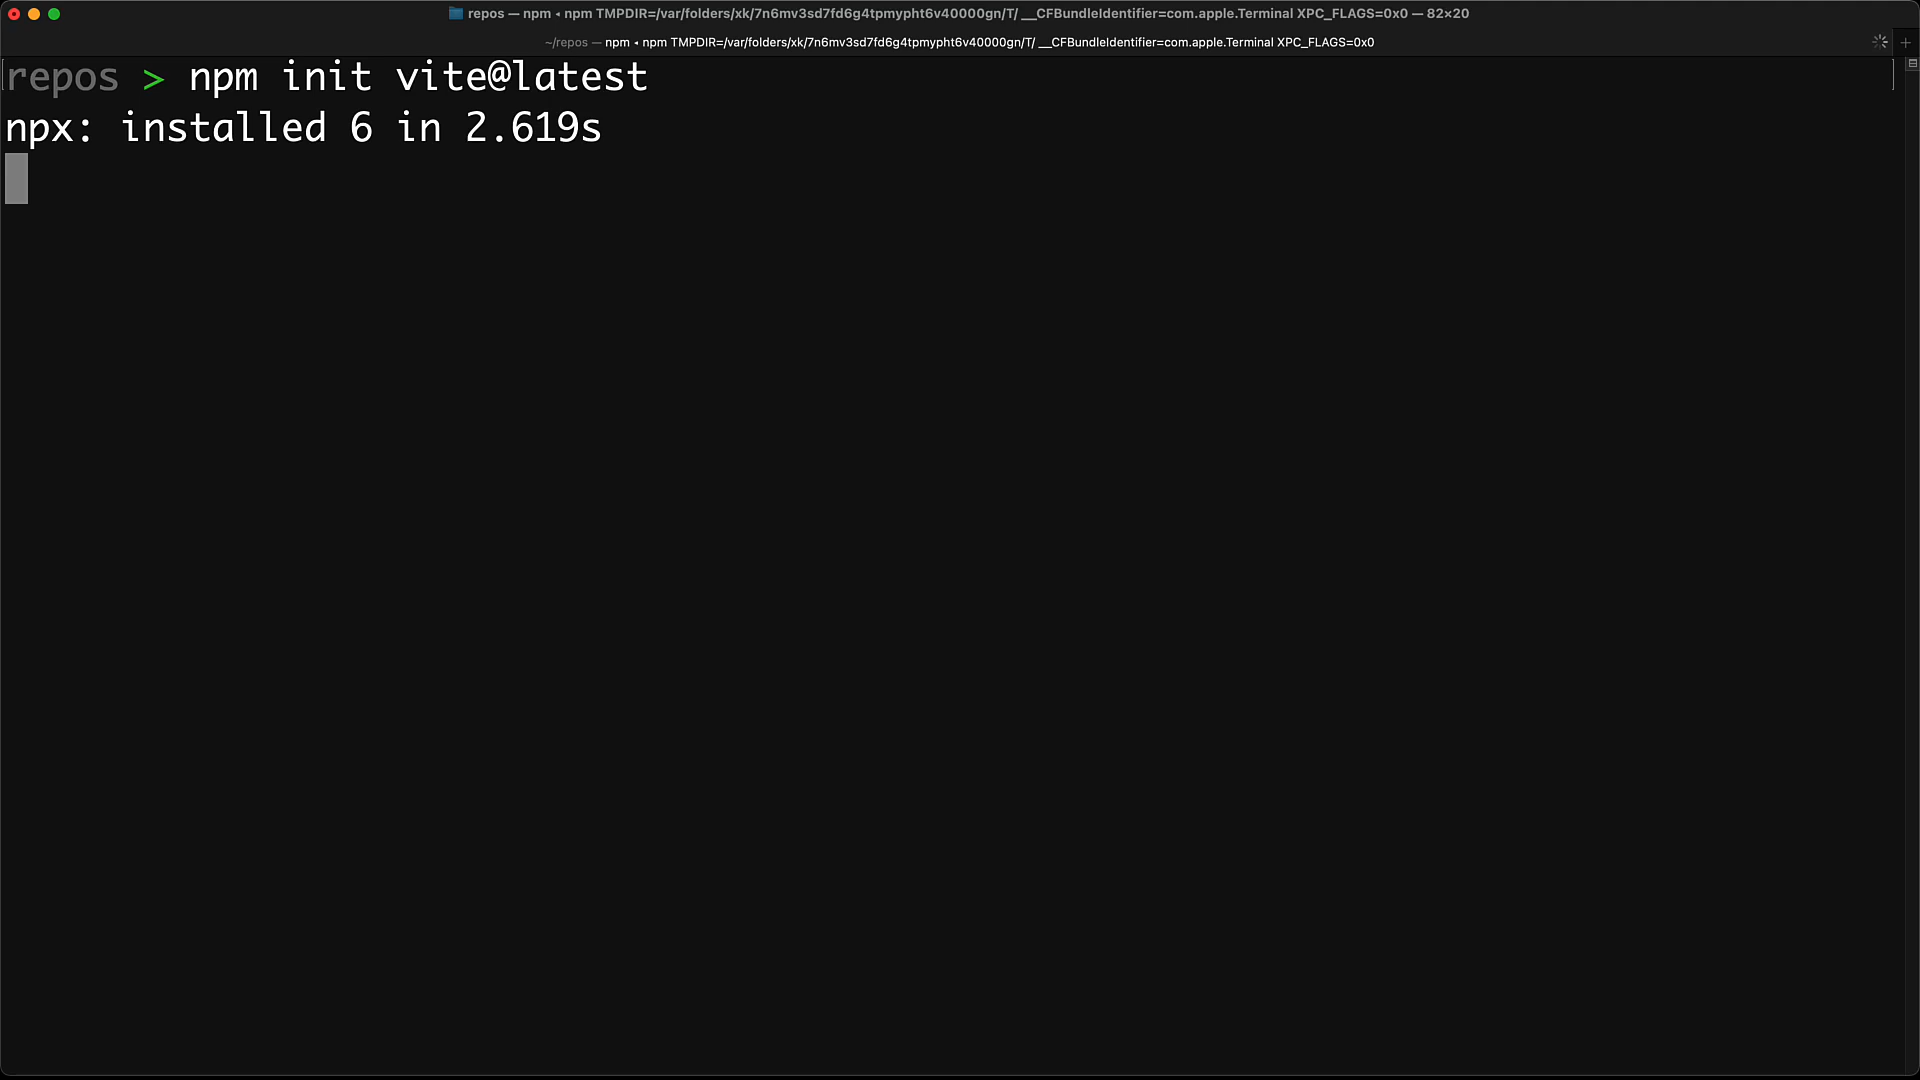 repos — npm ◂ npm TMPDIR=/var/folders/xk/7n6mv3sd7fd6g4tpmypht6v40000gn/T/ __CFBundleIdentifier=com.apple.Terminal XPC_FLAGS=0x0 — 82×20
~/repos — npm ◂ npm TMPDIR=/var/folders/xk/7n6mv3sd7fd6g4tpmypht6v40000gn/T/ __CFBundleIdentifier=com.apple.Terminal XPC_FLAGS=0x0
repos > npm init vite@latest
npx: installed 6 in 2.619s